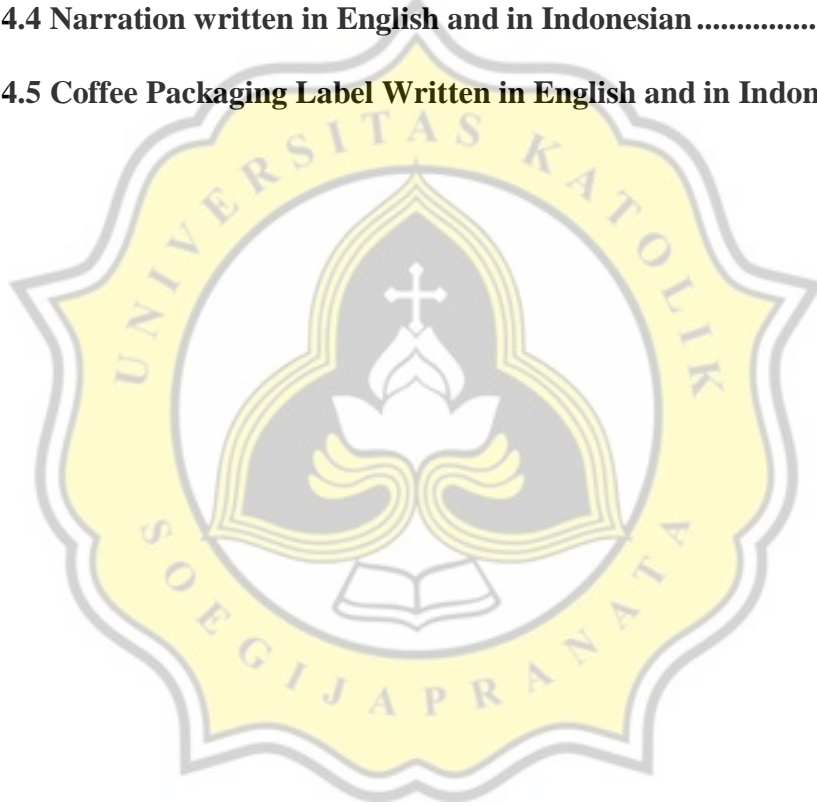 4.4 Narration written in English and in Indonesian ...............
4.5 Coffee Packaging Label Written in English and in Indon
UNIVERSITAS KATOLIK
SOEGIJAPRANATA